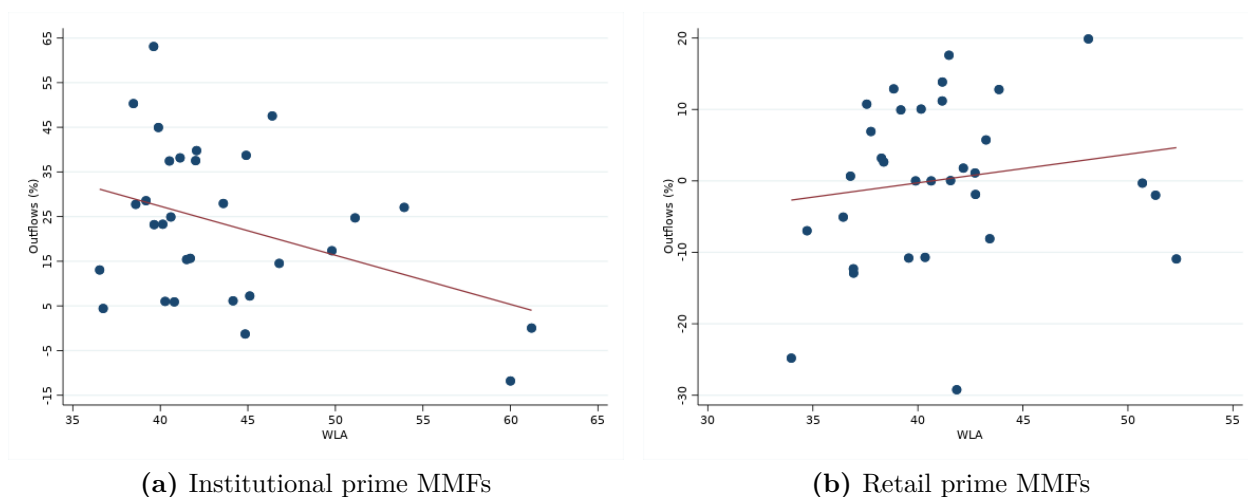 65
55
45
35
25
15
5
-5
-15
Outflows (%)
35 40 45 50 55 60 65
WLA
(a) Institutional prime MMFs
20
10
0
-10
-20
-30
Outflows (%)
30 35 40 45 50 55
WLA
(b) Retail prime MMFs